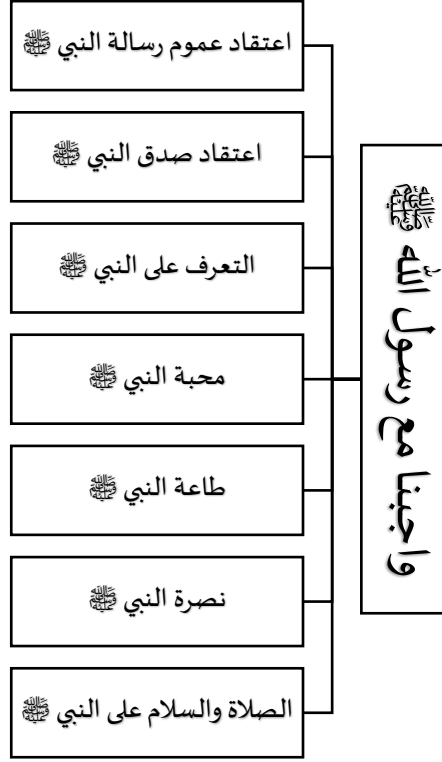 واجبنا مع رسول الله ﷺ
اعتقاد عموم رسالة النبي ﷺ
اعتقاد صدق النبي ﷺ
التعرف على النبي ﷺ
محبة النبي ﷺ
طاعة النبي ﷺ
نصرة النبي ﷺ
الصلاة والسلام على النبي ﷺ